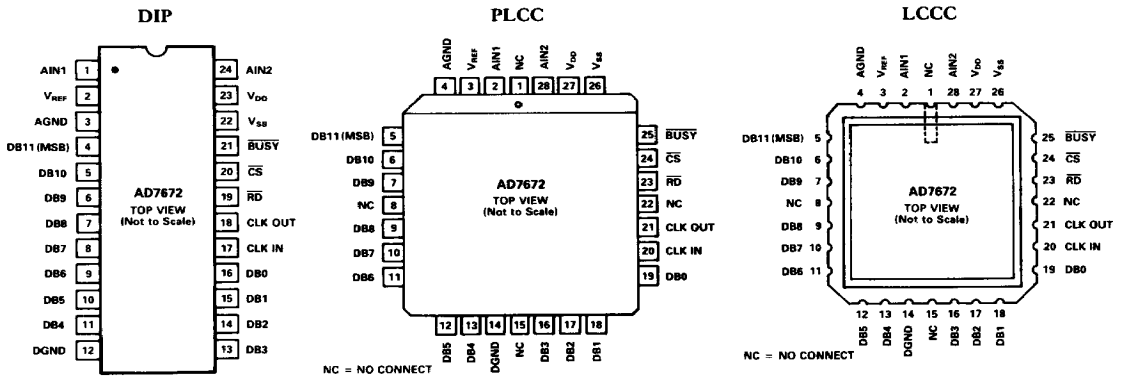 DIP
AIN1 1
VREF 2
AGND 3
DB11(MSB) 4
DB10 5
DB9 6
DB8 7
DB7 8
DB6 9
DB5 10
DB4 11
DGND 12
AD7672
TOP VIEW
(Not to Scale)
24 AIN2
23 VDD
22 VSS
21 BUSY
20 CS
19 RD
18 CLK OUT
17 CLK IN
16 DB0
15 DB1
14 DB2
13 DB3
PLCC
AGND VREF AIN1 NC AIN2 VDD VSS
4 3 2 1 28 27 26
DB11(MSB) 5
DB10 6
DB9 7
NC 8
DB8 9
DB7 10
DB6 11
AD7672
TOP VIEW
(Not to Scale)
25 BUSY
24 CS
23 RD
22 NC
21 CLK OUT
20 CLK IN
19 DB0
12 13 14 15 16 17 18
DB5 DB4 DGND NC DB3 DB2 DB1
NC = NO CONNECT
LCCC
AGND VREF AIN1 NC AIN2 VDD VSS
4 3 2 1 28 27 26
DB11(MSB) 5
DB10 6
DB9 7
NC 8
DB8 9
DB7 10
DB6 11
AD7672
TOP VIEW
(Not to Scale)
25 BUSY
24 CS
23 RD
22 NC
21 CLK OUT
20 CLK IN
19 DB0
12 13 14 15 16 17 18
DB5 DB4 DGND NC DB3 DB2 DB1
NC = NO CONNECT